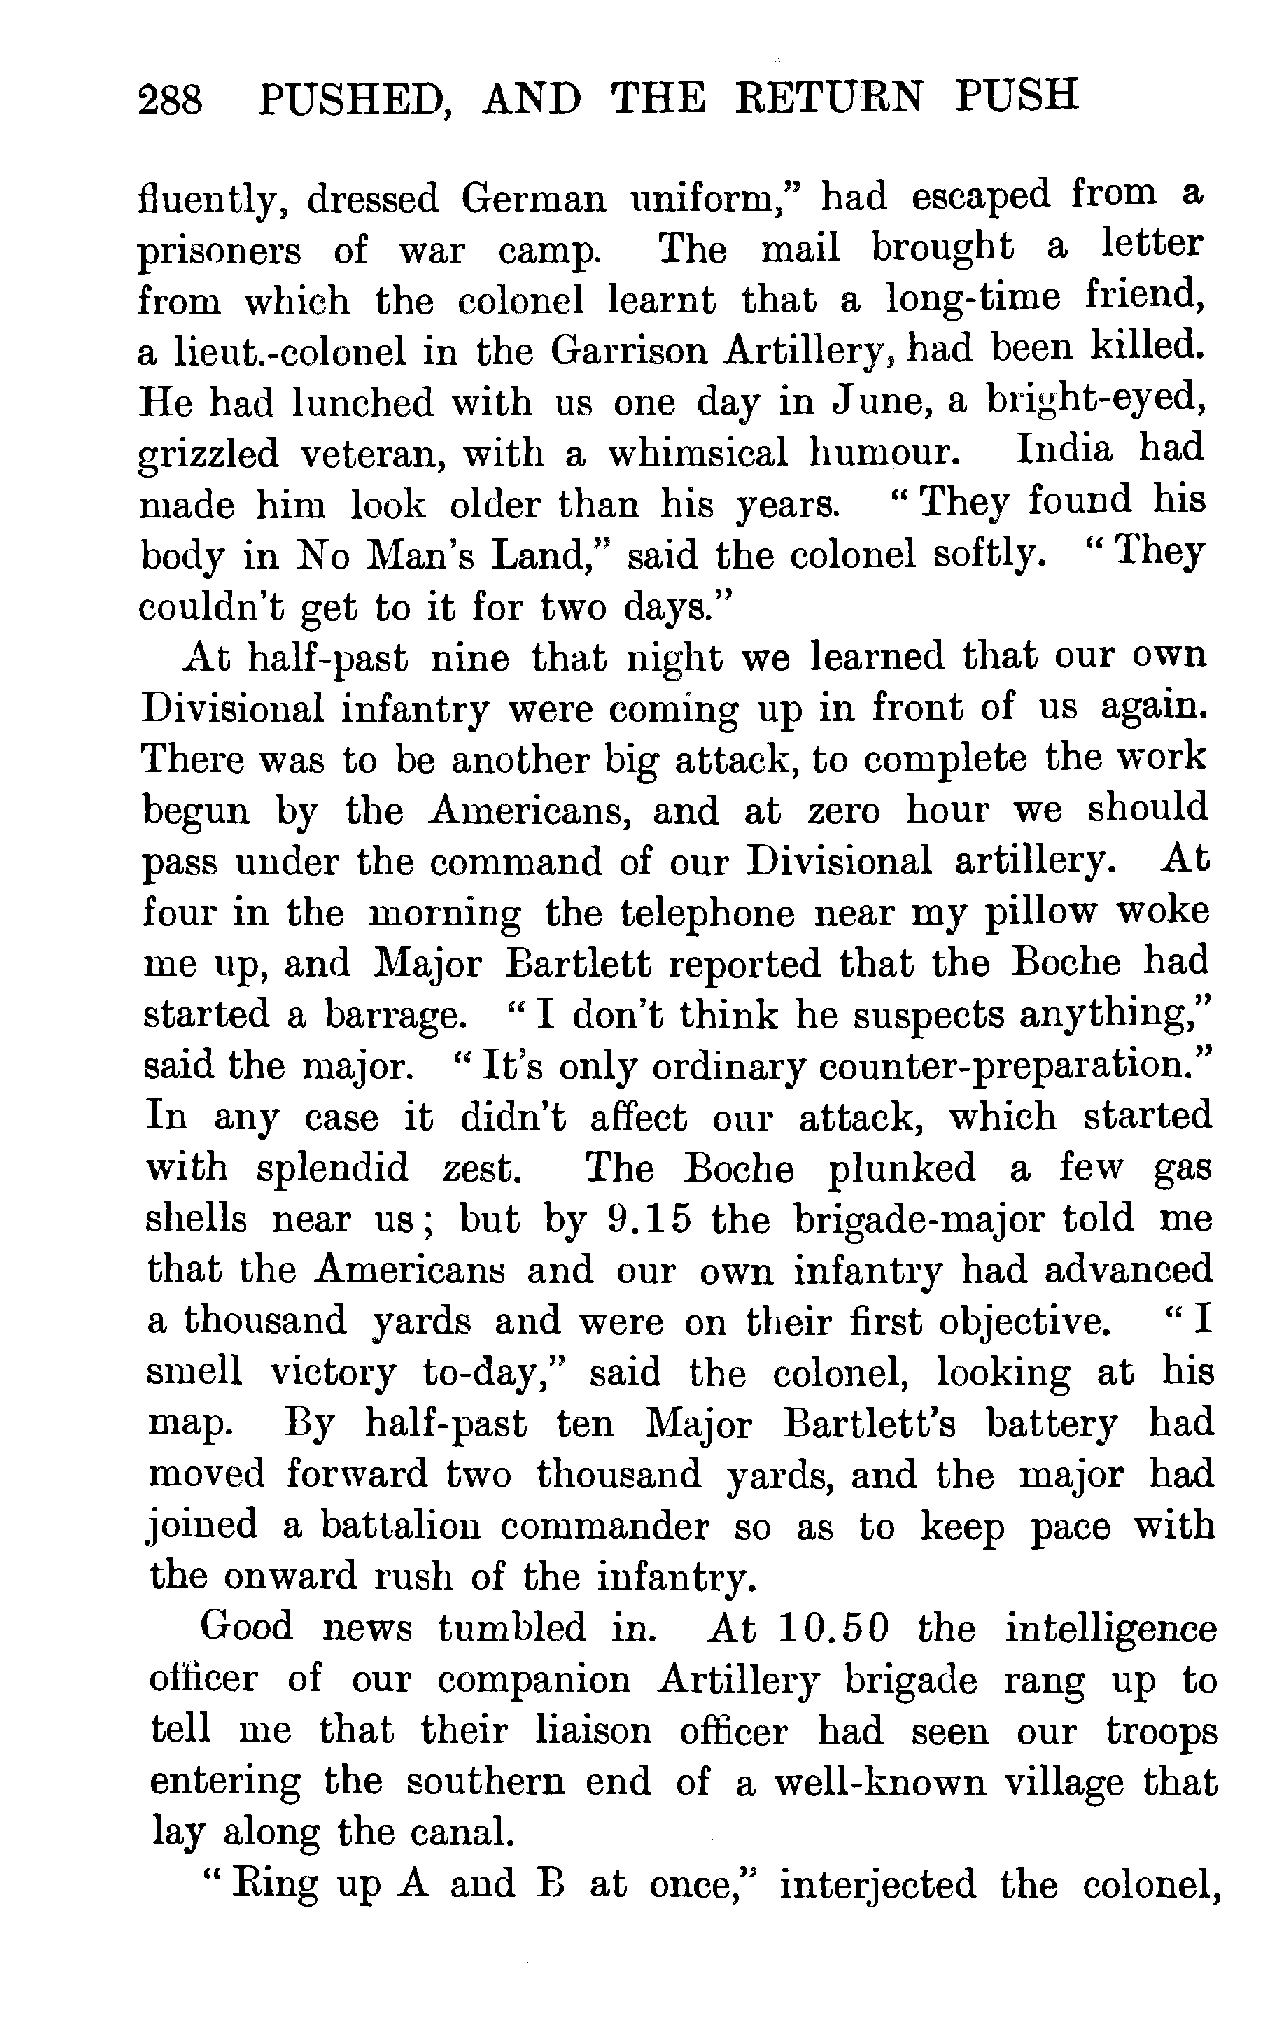 288 PUSHED, AND THE RETURN PUSH
fluently, dressed German uniform,” had escaped from a
prisoners of war camp. The mail brought a letter
from which the colonel learnt that a long-time friend,
a lieut.-colonel in the Garrison Artillery, had been killed.
He had lunched with us one day in June, a bright-eyed,
grizzled veteran, with a whimsical humour. India had
made him look older than his years. “ They found his
body in No Man’s Land,” said the colonel softly. “ They
couldn’t get to it for two days.”
At half-past nine that night we learned that our own
Divisional infantry were coming up in front of us again.
There was to be another big attack, to complete the work
begun by the Americans, and at zero hour we should
pass under the command of our Divisional artillery. At
four in the morning the telephone near my pillow woke
me up, and Major Bartlett reported that the Boche had
started a barrage. “ I don’t think he suspects anything,”
said the major. “ It’s only ordinary counter-preparation.”
In any case it didn’t affect our attack, which started
with splendid zest. The Boche plunked a few gas
shells near us ; but by 9.15 the brigade-major told me
that the Americans and our own infantry had advanced
a thousand yards and were on their first objective. “ I
smell victory to-day,” said the colonel, looking at his
map. By half-past ten Major Bartlett’s battery had
moved forward two thousand yards, and the major had
joined a battalion commander so as to keep pace with
the onward rush of the infantry.
Good news tumbled in. At 10.50 the intelligence
officer of our companion Artillery brigade rang up to
tell me that their liaison officer had seen our troops
entering the southern end of a well-known village that
lay along the canal.
“ Ring up A and B at once,” interjected the colonel,